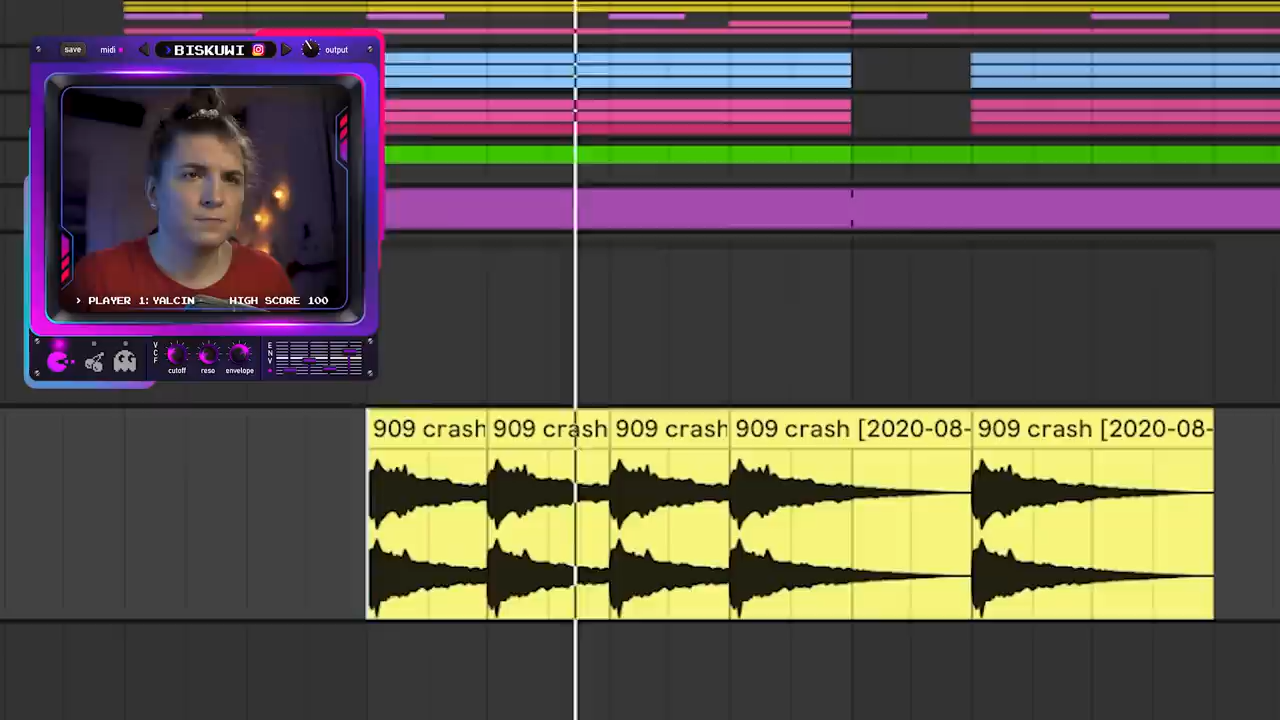 save midi BISKUWI output
PLAYER 1: YALCIN HIGH SCORE 100
VCF
cutoff reso envelope
ENV
909 crash 909 crash 909 crash 909 crash [2020-08- 909 crash [2020-08-